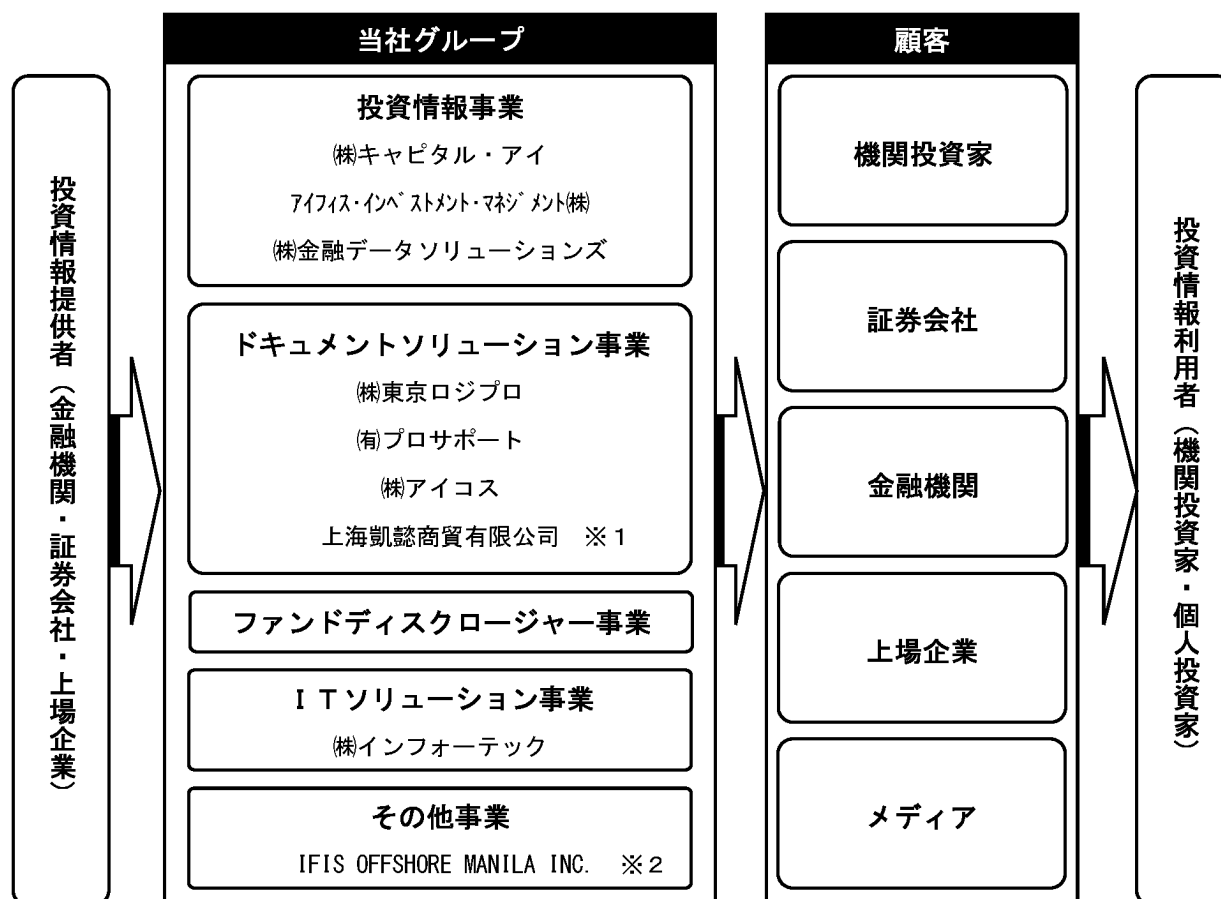 投資情報提供者（金融機関・証券会社・上場企業）
当社グループ
投資情報事業
㈱キャピタル・アイ
ｱｲﾌｨｽ･ｲﾝﾍﾞｽﾄﾒﾝﾄ･ﾏﾈｼﾞﾒﾝﾄ㈱
㈱金融データソリューションズ
ドキュメントソリューション事業
㈱東京ロジプロ
㈲プロサポート
㈱アイコス
上海凱懿商貿有限公司　※１
ファンドディスクロージャー事業
ＩＴソリューション事業
㈱インフォーテック
その他事業
IFIS OFFSHORE MANILA INC.　※２
顧客
機関投資家
証券会社
金融機関
上場企業
メディア
投資情報利用者（機関投資家・個人投資家）